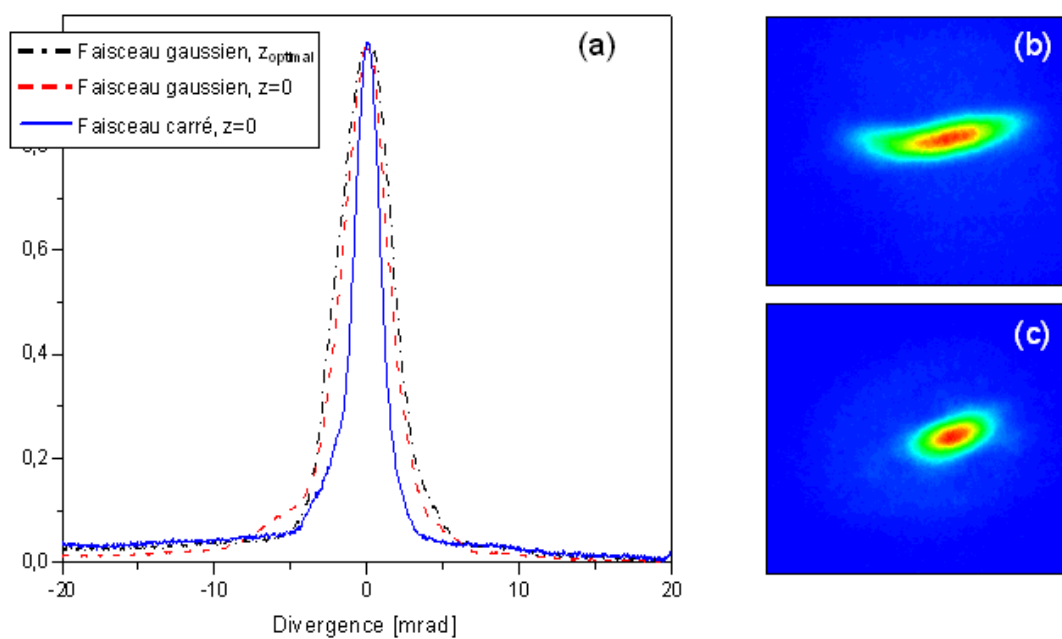 Faisceau gaussien, z optimal
Faisceau gaussien, z=0
Faisceau carré, z=0
(a)
(b)
(c)
0,6
0,4
0,2
0,0
-20
-10
0
10
20
Divergence [mrad]